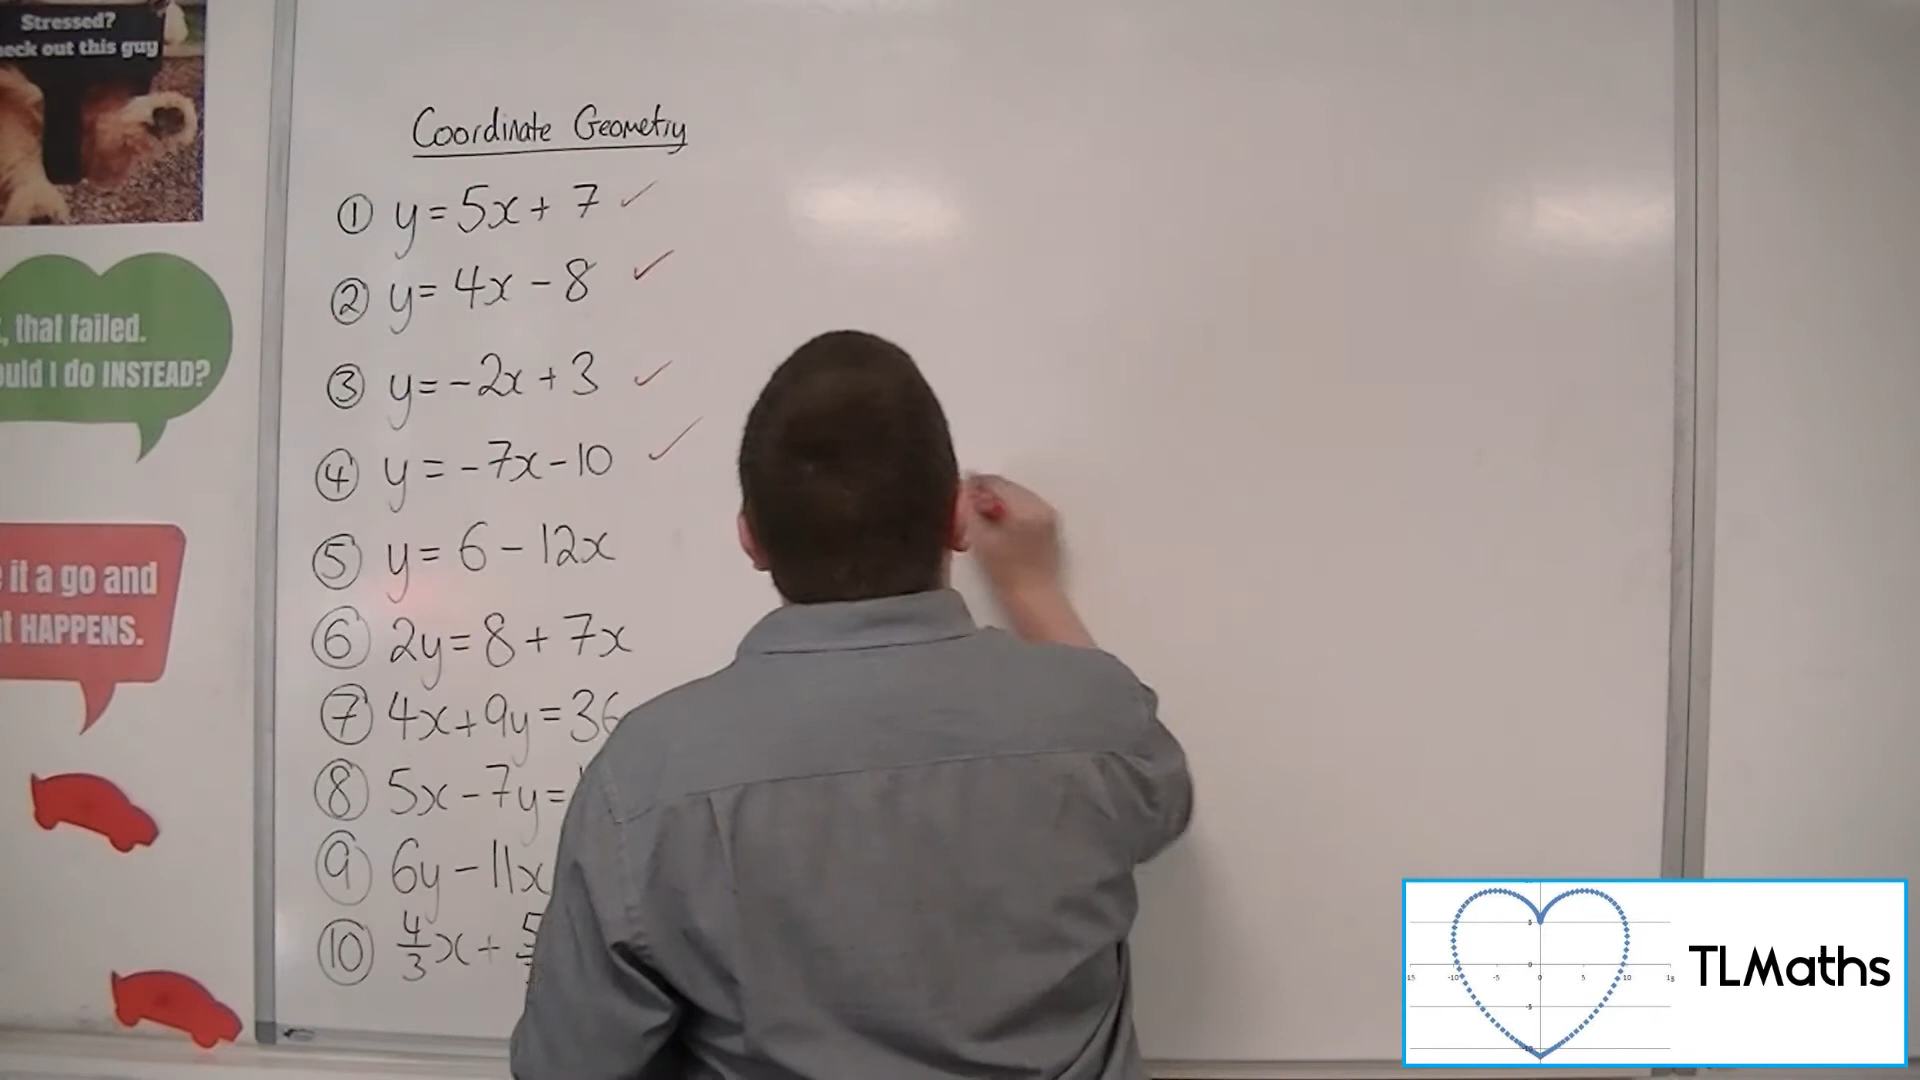 Stressed?
eck out this guy
Coordinate Geometry
① y = 5x + 7 ✓
② y = 4x - 8 ✓
③ y = -2x + 3 ✓
④ y = -7x - 10 ✓
⑤ y = 6 - 12x
⑥ 2y = 8 + 7x
⑦ 4x + 9y = 36
⑧ 5x - 7y =
⑨ 6y - 11x
⑩ 4/3 x + 5
, that failed.
ould I do INSTEAD?
it a go and
HAPPENS.
TLMaths